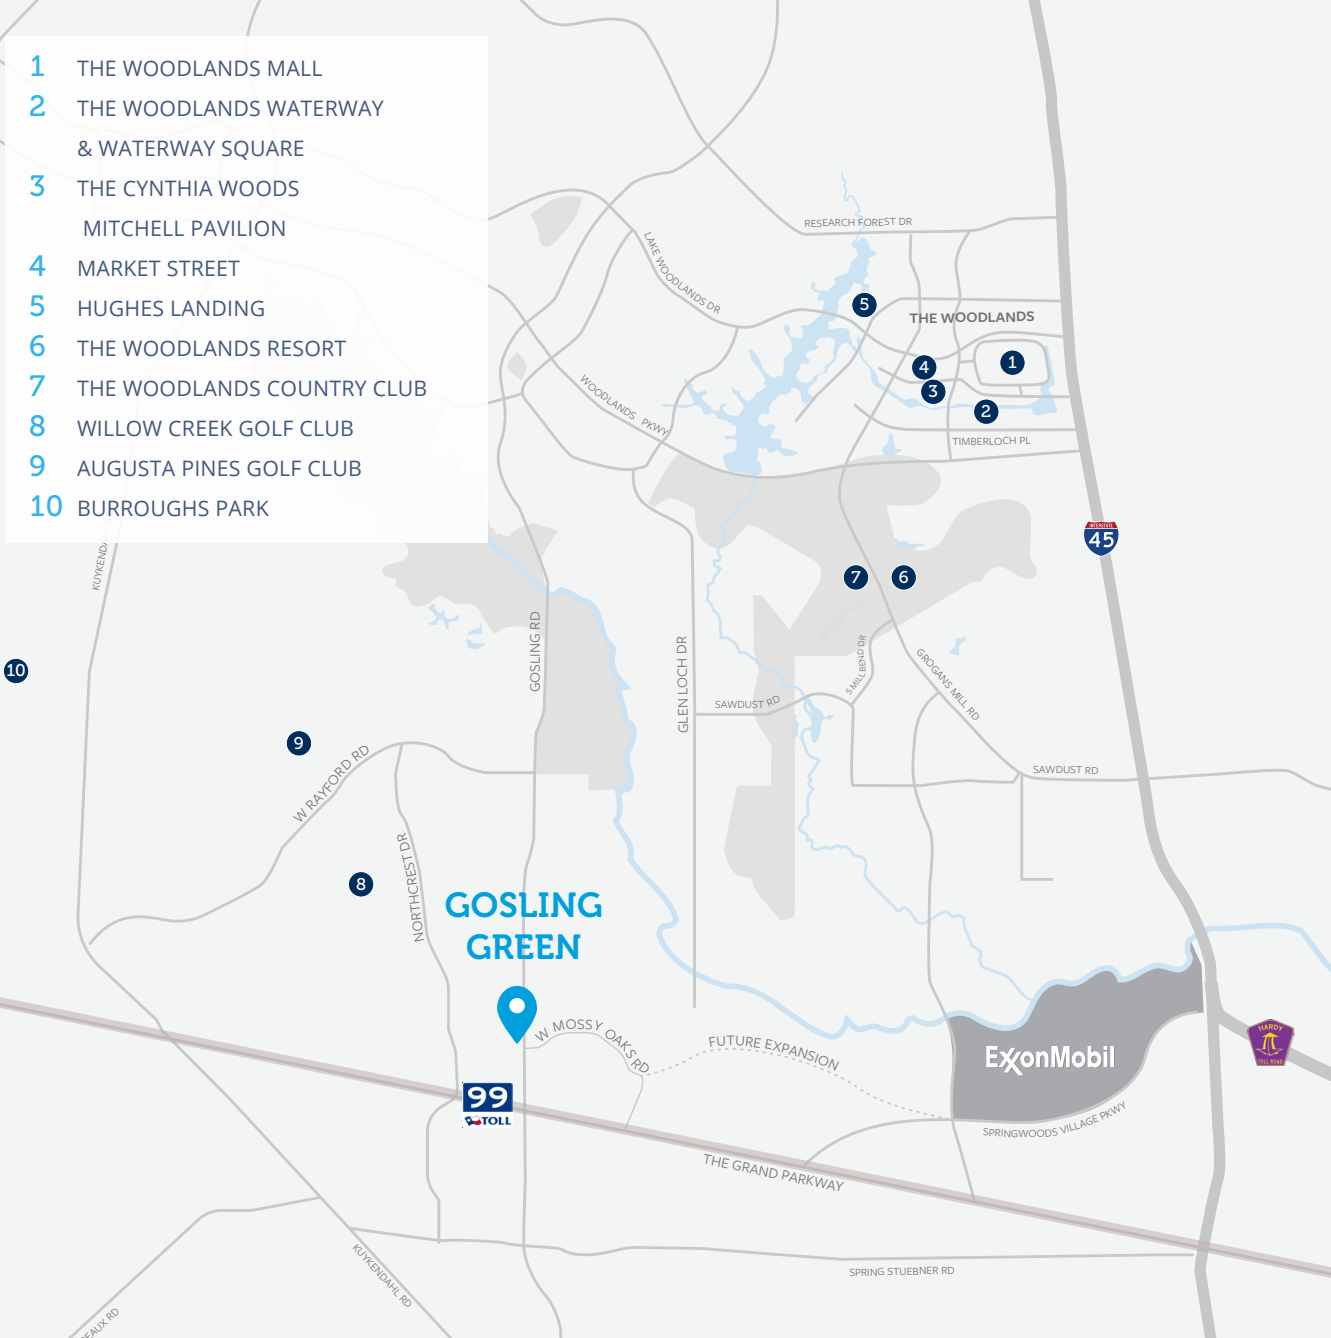 1 THE WOODLANDS MALL
2 THE WOODLANDS WATERWAY
& WATERWAY SQUARE
3 THE CYNTHIA WOODS
MITCHELL PAVILION
4 MARKET STREET
5 HUGHES LANDING
6 THE WOODLANDS RESORT
7 THE WOODLANDS COUNTRY CLUB
8 WILLOW CREEK GOLF CLUB
9 AUGUSTA PINES GOLF CLUB
10 BURROUGHS PARK
RESEARCH FOREST DR
LAKE WOODLANDS DR
5
THE WOODLANDS
1
4
3
2
WOODLANDS PKWY
TIMBERLOCH PL
INTERSTATE
45
7
6
GOSLING RD
GLEN LOCH DR
S MILLBEND DR
GROGANS MILL RD
10
SAWDUST RD
9
W RAYFORD RD
SAWDUST RD
NORTHCREST DR
8
GOSLING
GREEN
W MOSSY OAKS RD
FUTURE EXPANSION
ExxonMobil
HARDY
TOLL ROAD
99
TOLL
SPRINGWOODS VILLAGE PKWY
THE GRAND PARKWAY
KUYKENDAHL RD
SPRING STUEBNER RD